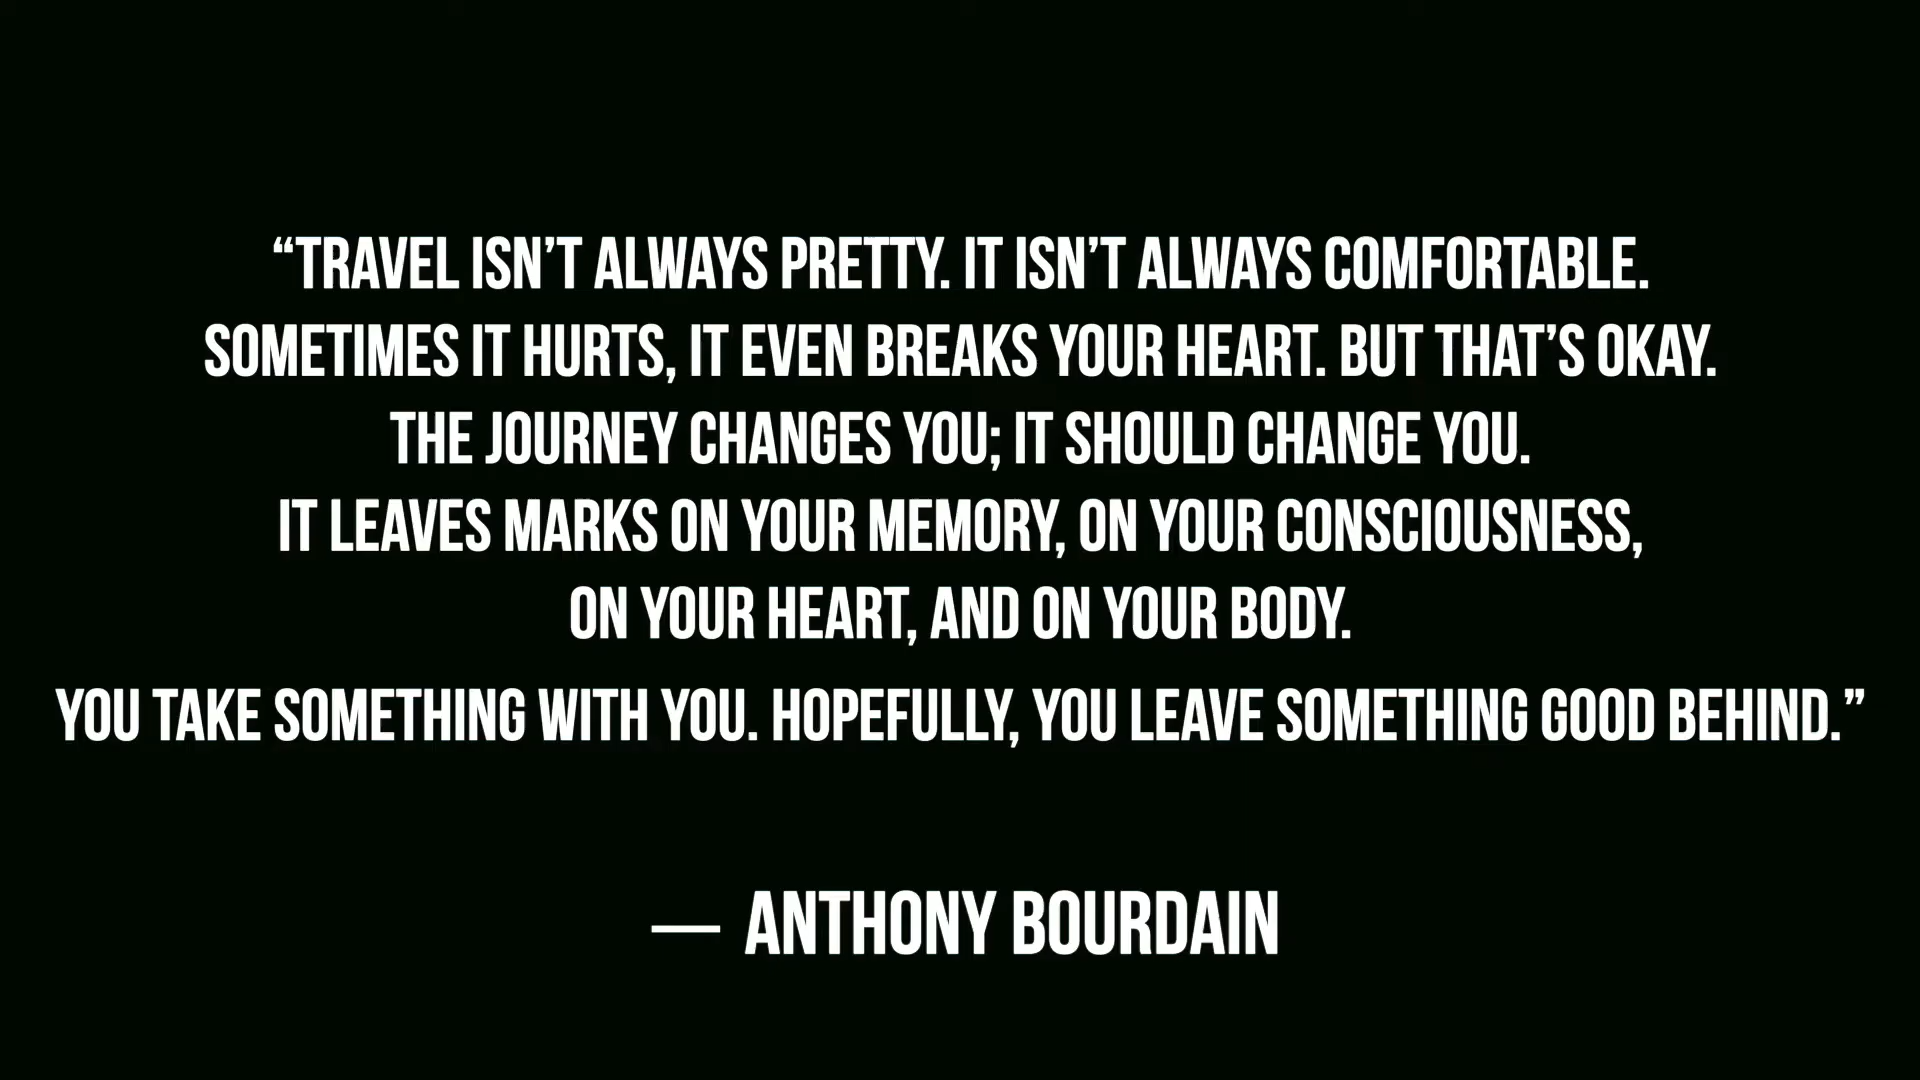 “TRAVEL ISN’T ALWAYS PRETTY. IT ISN’T ALWAYS COMFORTABLE.
SOMETIMES IT HURTS, IT EVEN BREAKS YOUR HEART. BUT THAT’S OKAY.
THE JOURNEY CHANGES YOU; IT SHOULD CHANGE YOU.
IT LEAVES MARKS ON YOUR MEMORY, ON YOUR CONSCIOUSNESS,
ON YOUR HEART, AND ON YOUR BODY.
YOU TAKE SOMETHING WITH YOU. HOPEFULLY, YOU LEAVE SOMETHING GOOD BEHIND.”
— ANTHONY BOURDAIN